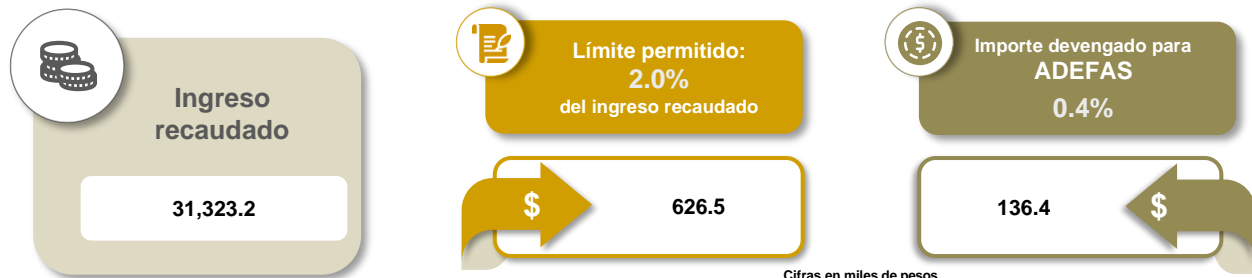 Ingreso
recaudado
31,323.2
Límite permitido:
2.0%
del ingreso recaudado
$
626.5
Importe devengado para
ADEFAS
0.4%
136.4
$
Cifras en miles de pesos